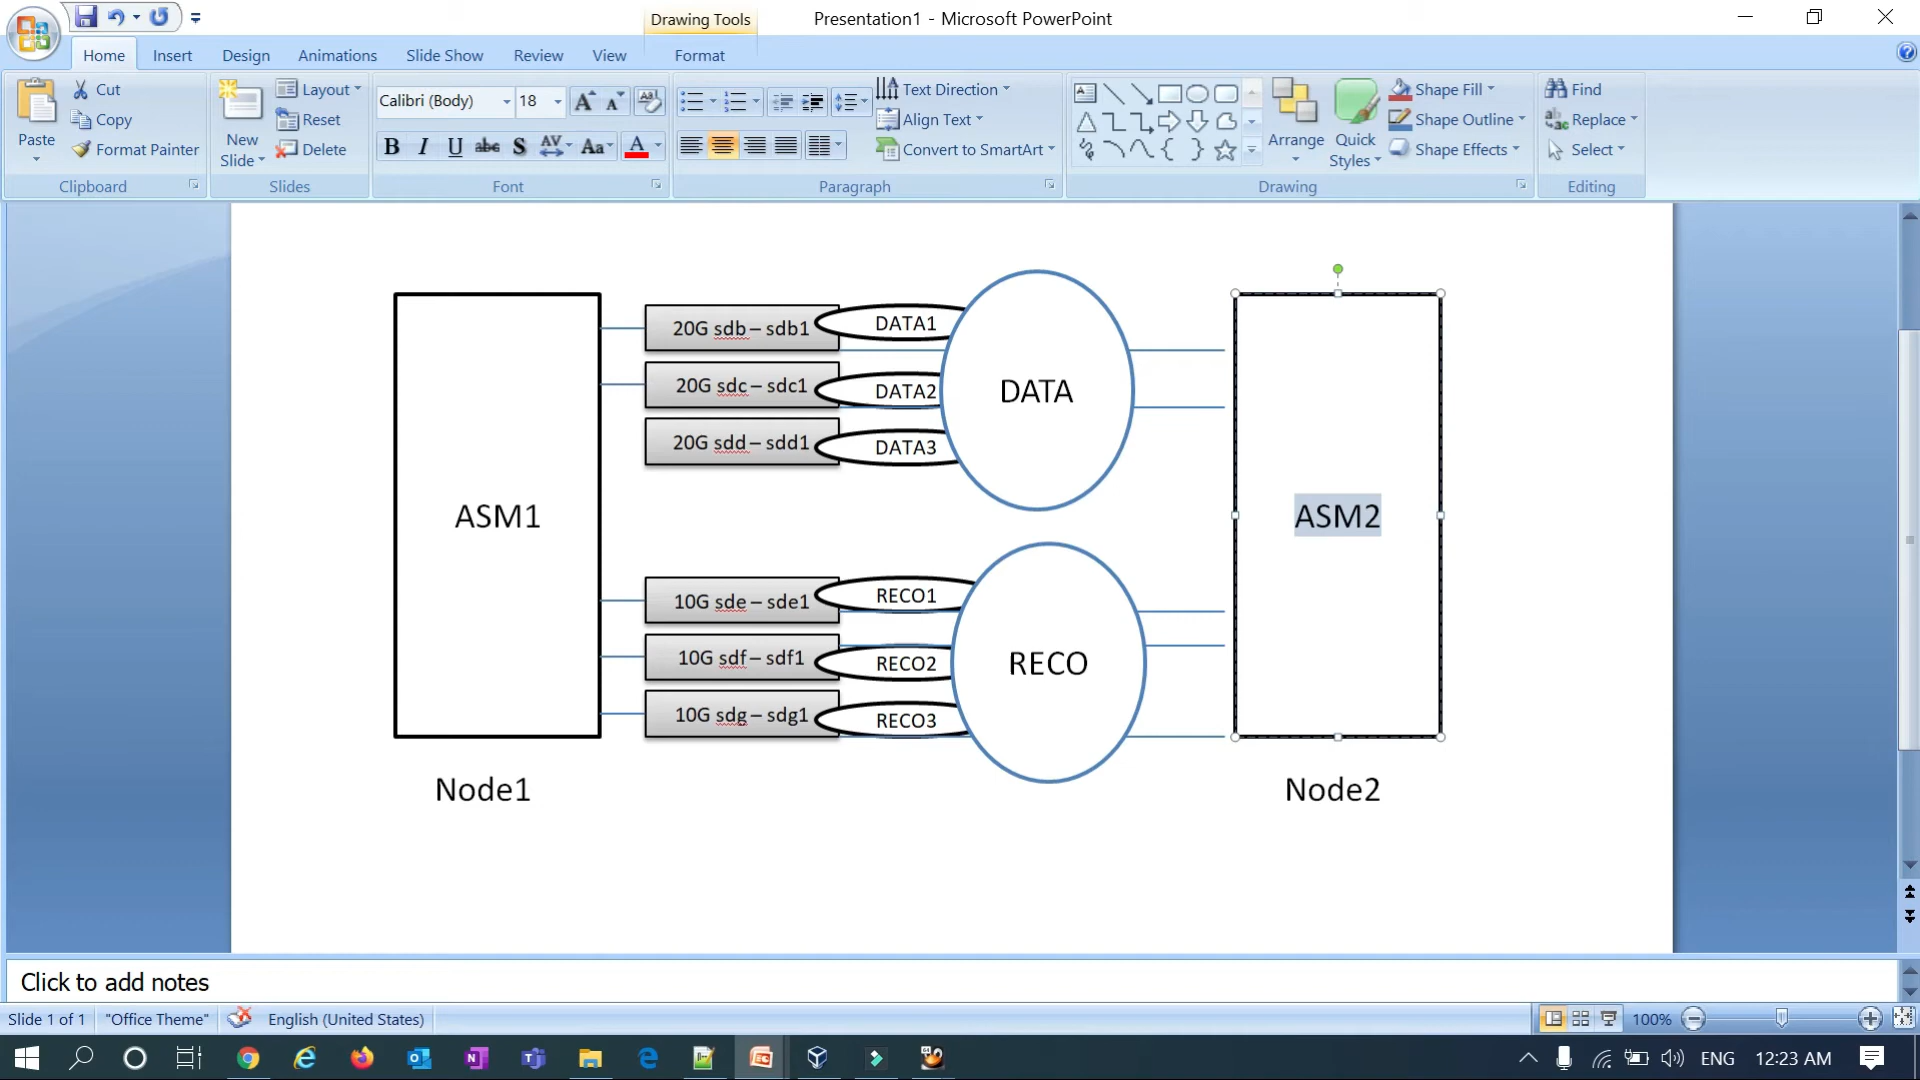 Drawing Tools
Presentation1 - Microsoft PowerPoint
Home Insert Design Animations Slide Show Review View Format
Paste
Cut
Copy
Format Painter
Clipboard
New
Slide
Layout
Reset
Delete
Slides
Calibri (Body) 18
B I U abc S AV Aa A
Font
Text Direction
Align Text
Convert to SmartArt
Paragraph
Arrange
Quick
Styles
Shape Fill
Shape Outline
Shape Effects
Drawing
Find
Replace
Select
Editing
20G sdb – sdb1 DATA1
20G sdc – sdc1 DATA2
20G sdd – sdd1 DATA3
DATA
ASM1
ASM2
10G sde – sde1 RECO1
10G sdf – sdf1 RECO2
10G sdg – sdg1 RECO3
RECO
Node1
Node2
Click to add notes
Slide 1 of 1 "Office Theme" English (United States) 100%
ENG 12:23 AM